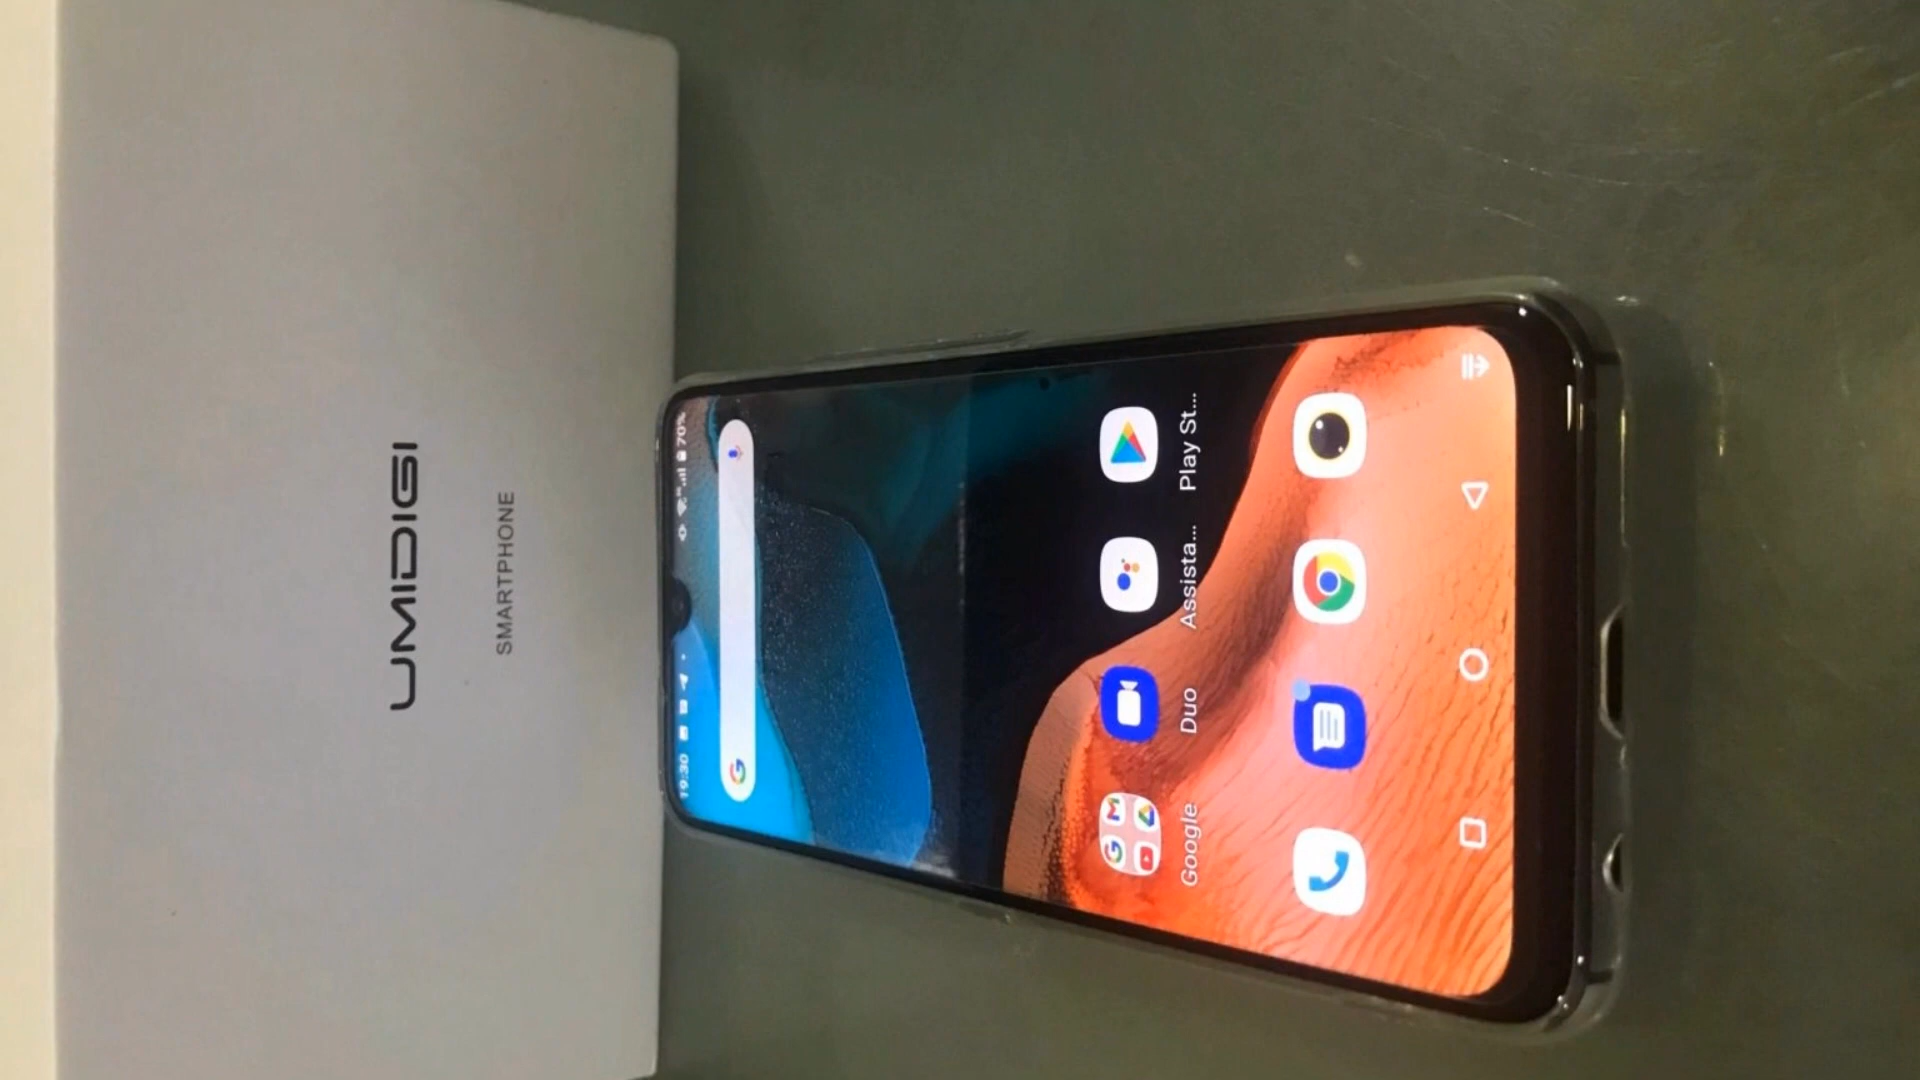 UMIDIGI
SMARTPHONE
19:30
70%
Google
Duo
Assista...
Play St...